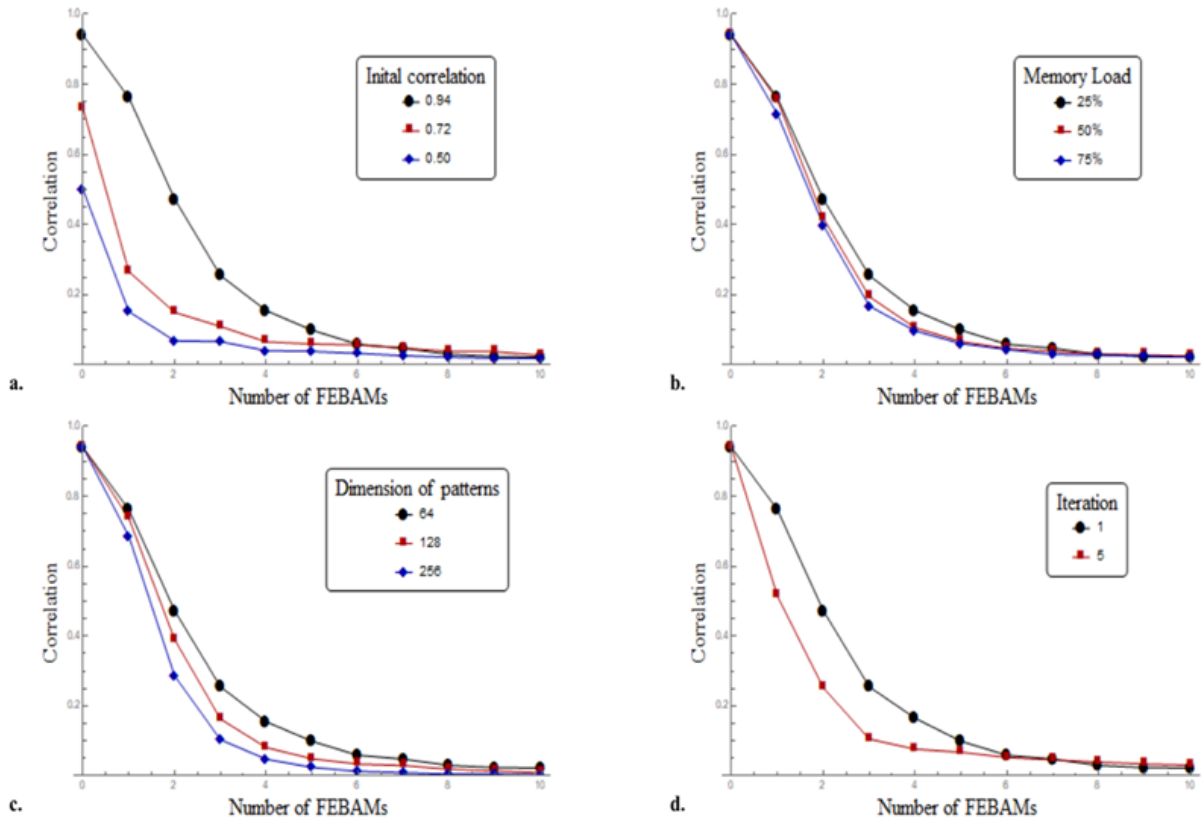 1.0
0.8
0.6
0.4
0.2
0 2 4 6 8 10
Correlation
Number of FEBAMs
Inital correlation
0.94
0.72
0.50
a.
1.0
0.8
0.6
0.4
0.2
0 2 4 6 8 10
Correlation
Number of FEBAMs
Memory Load
25%
50%
75%
b.
1.0
0.8
0.6
0.4
0.2
0 2 4 6 8 10
Correlation
Number of FEBAMs
Dimension of patterns
64
128
256
c.
1.0
0.8
0.6
0.4
0.2
0 2 4 6 8 10
Correlation
Number of FEBAMs
Iteration
1
5
d.